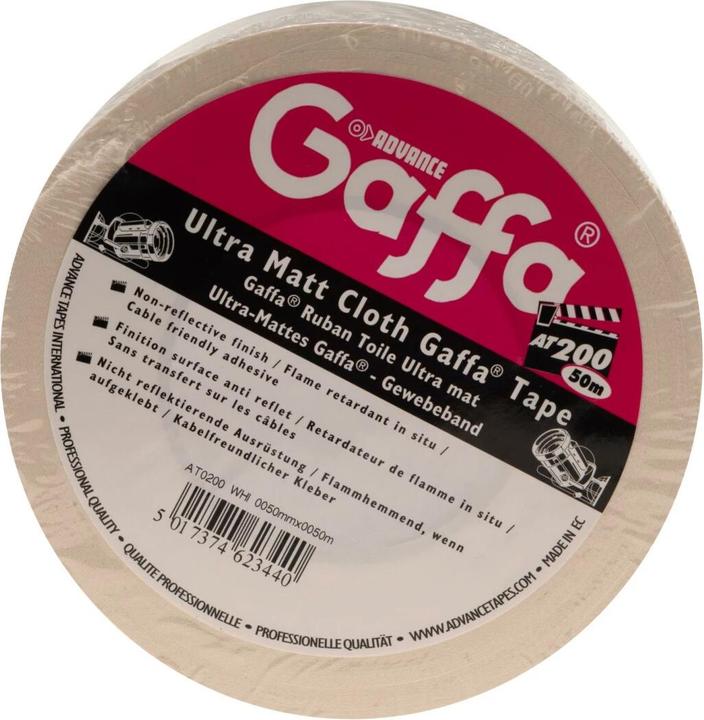 ADVANCE
Gaffa®
Ultra Matt Cloth Gaffa® Tape
Gaffa® Ruban Toile Ultra mat
Ultra-Mattes Gaffa® - Gewebeband
AT200
50m
Non-reflective finish / Flame retardant in situ /
Cable friendly adhesive
Finition surface anti reflet / Retardateur de flamme in situ /
Sans transfert sur les câbles
Nicht reflektierende Ausrüstung / Flammhemmend, wenn
aufgeklebt / Kabelfreundlicher Kleber
AT0200 WHI 0050mmx0050m
5 017374 623440
ADVANCE TAPES INTERNATIONAL • PROFESSIONAL QUALITY • QUALITE PROFESSIONNELLE • PROFESSIONELLE QUALITÄT • WWW.ADVANCETAPES.COM • MADE IN EC